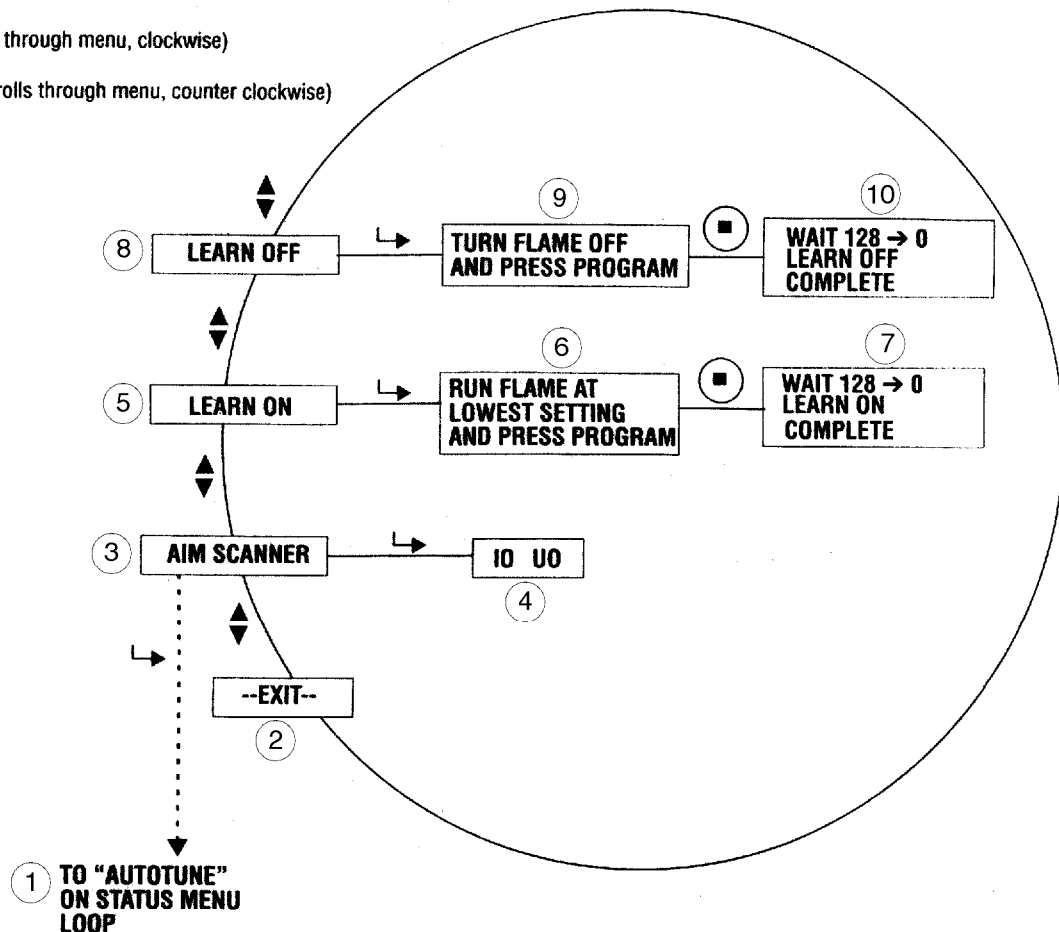 through menu, clockwise)
rolls through menu, counter clockwise)
9
10
8
LEARN OFF
TURN FLAME OFF
AND PRESS PROGRAM
WAIT 128 → 0
LEARN OFF
COMPLETE
6
7
5
LEARN ON
RUN FLAME AT
LOWEST SETTING
AND PRESS PROGRAM
WAIT 128 → 0
LEARN ON
COMPLETE
3
AIM SCANNER
I0 U0
4
--EXIT--
2
1
TO "AUTOTUNE"
ON STATUS MENU
LOOP